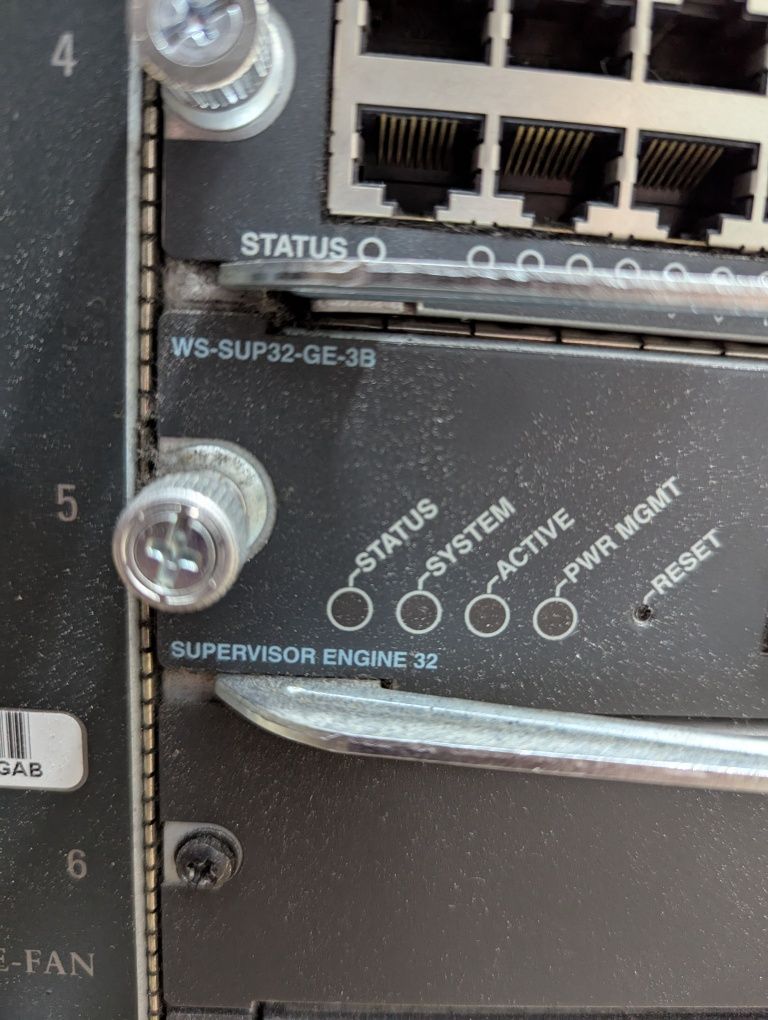 4
STATUS
WS-SUP32-GE-3B
5
STATUS
SYSTEM
ACTIVE
PWR MGMT
RESET
SUPERVISOR ENGINE 32
GAB
6
E-FAN